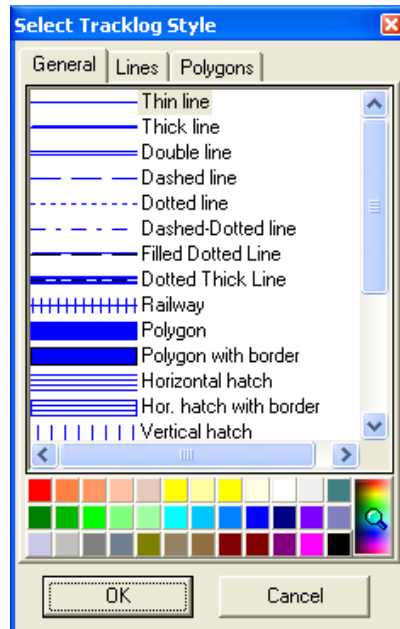 Select Tracklog Style
General Lines Polygons
Thin line
Thick line
Double line
Dashed line
Dotted line
Dashed-Dotted line
Filled Dotted Line
Dotted Thick Line
Railway
Polygon
Polygon with border
Horizontal hatch
Hor. hatch with border
Vertical hatch
OK Cancel